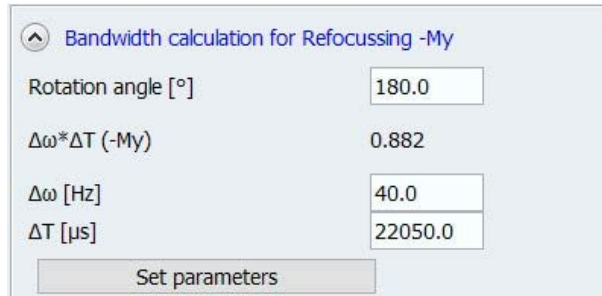 Bandwidth calculation for Refocussing -My
Rotation angle [°] 180.0
Δω*ΔT (-My) 0.882
Δω [Hz] 40.0
ΔT [µs] 22050.0
Set parameters